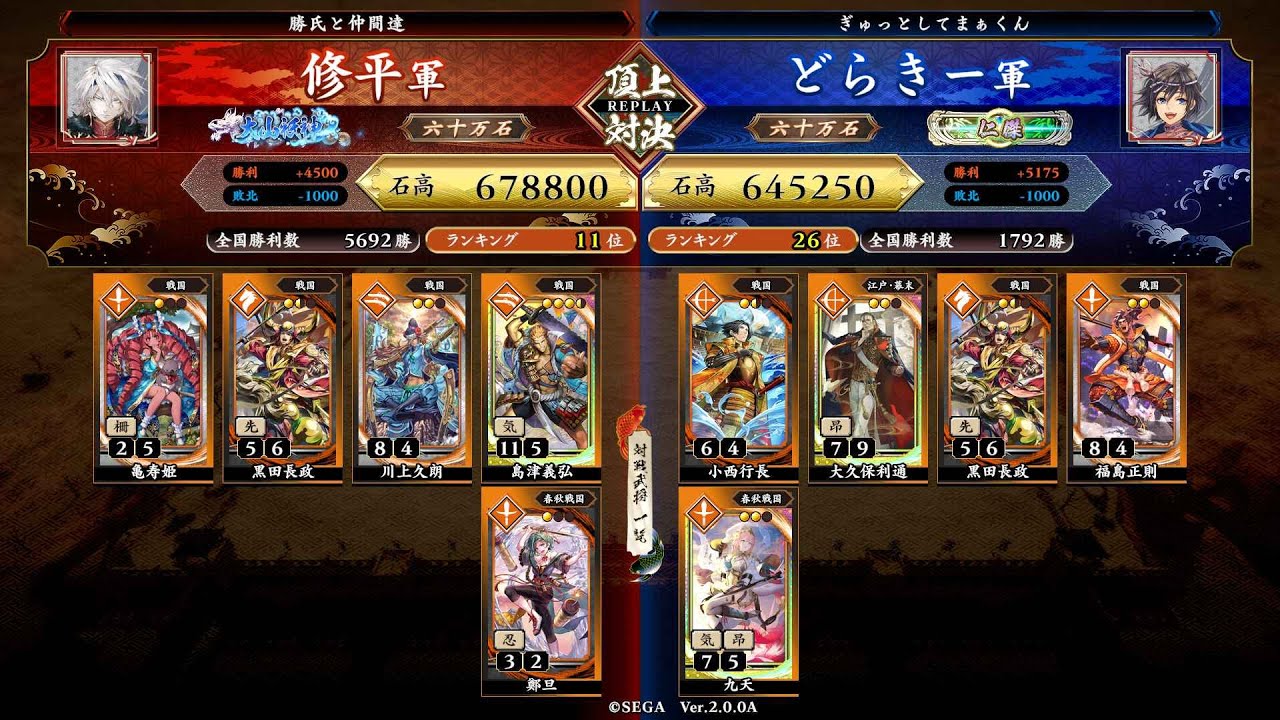 勝氏と仲間達
ぎゅっとしてまぁくん
修平軍
頂上
REPLAY
対決
どらきー軍
六十万石
六十万石
仁傑
勝利 +4500
敗北 -1000
石高 678800
石高 645250
勝利 +5175
敗北 -1000
全国勝利数 5692勝
ランキング 11位
ランキング 26位
全国勝利数 1792勝
戦国
柵
2 5
亀寿姫
戦国
先
5 6
黒田長政
戦国
8 4
川上久朗
戦国
気
11 5
島津義弘
戦国
6 4
小西行長
江戸・幕末
昂
7 9
大久保利通
戦国
先
5 6
黒田長政
戦国
8 4
福島正則
対戦武将一覧
春秋戦国
忍
3 2
鄭旦
春秋戦国
気 昂
7 5
九天
©SEGA Ver.2.0.0A